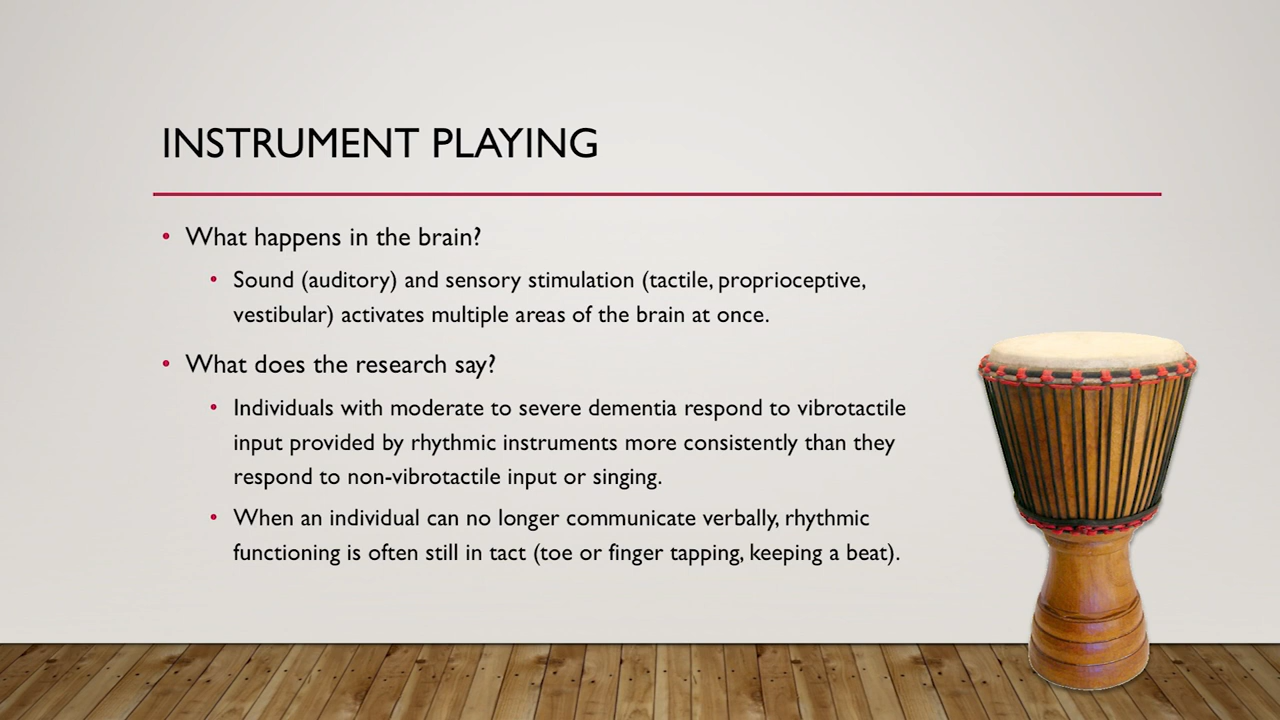 INSTRUMENT PLAYING
• What happens in the brain?
• Sound (auditory) and sensory stimulation (tactile, proprioceptive,
vestibular) activates multiple areas of the brain at once.
• What does the research say?
• Individuals with moderate to severe dementia respond to vibrotactile
input provided by rhythmic instruments more consistently than they
respond to non-vibrotactile input or singing.
• When an individual can no longer communicate verbally, rhythmic
functioning is often still in tact (toe or finger tapping, keeping a beat).